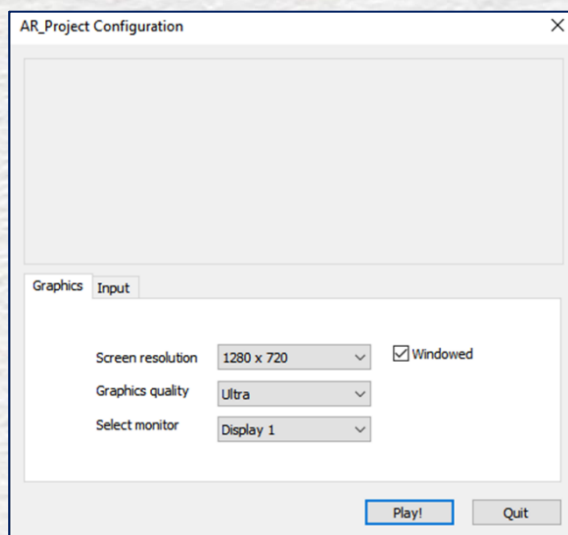 AR_Project Configuration
Graphics Input
Screen resolution 1280 x 720 Windowed
Graphics quality Ultra
Select monitor Display 1
Play! Quit